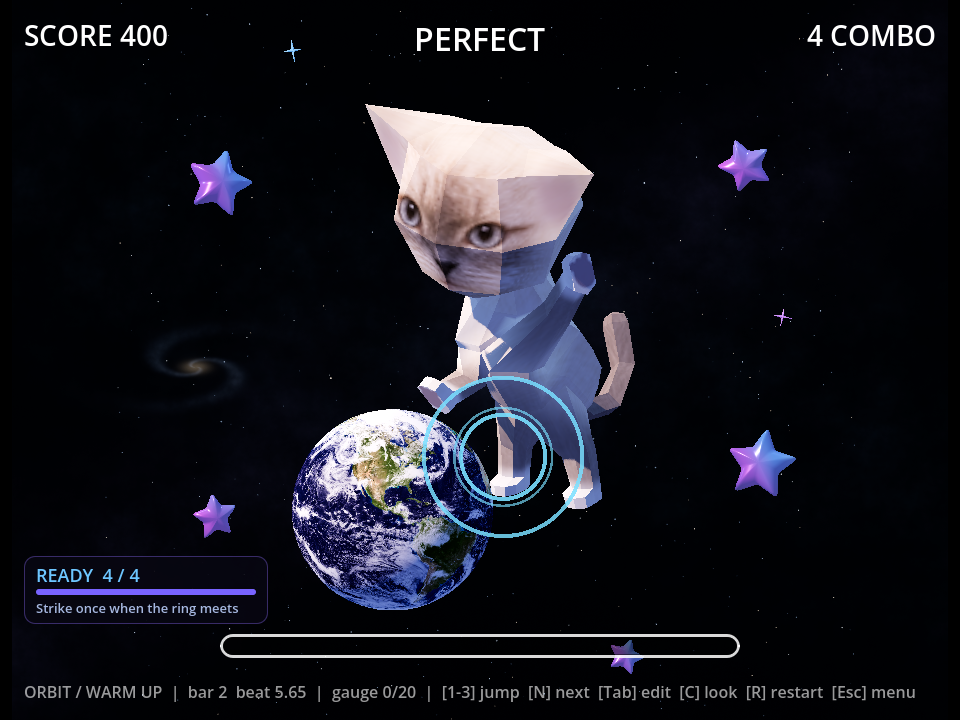 SCORE 400
PERFECT
4 COMBO
READY 4 / 4
Strike once when the ring meets
ORBIT / WARM UP | bar 2 beat 5.65 | gauge 0/20 | [1-3] jump [N] next [Tab] edit [C] look [R] restart [Esc] menu